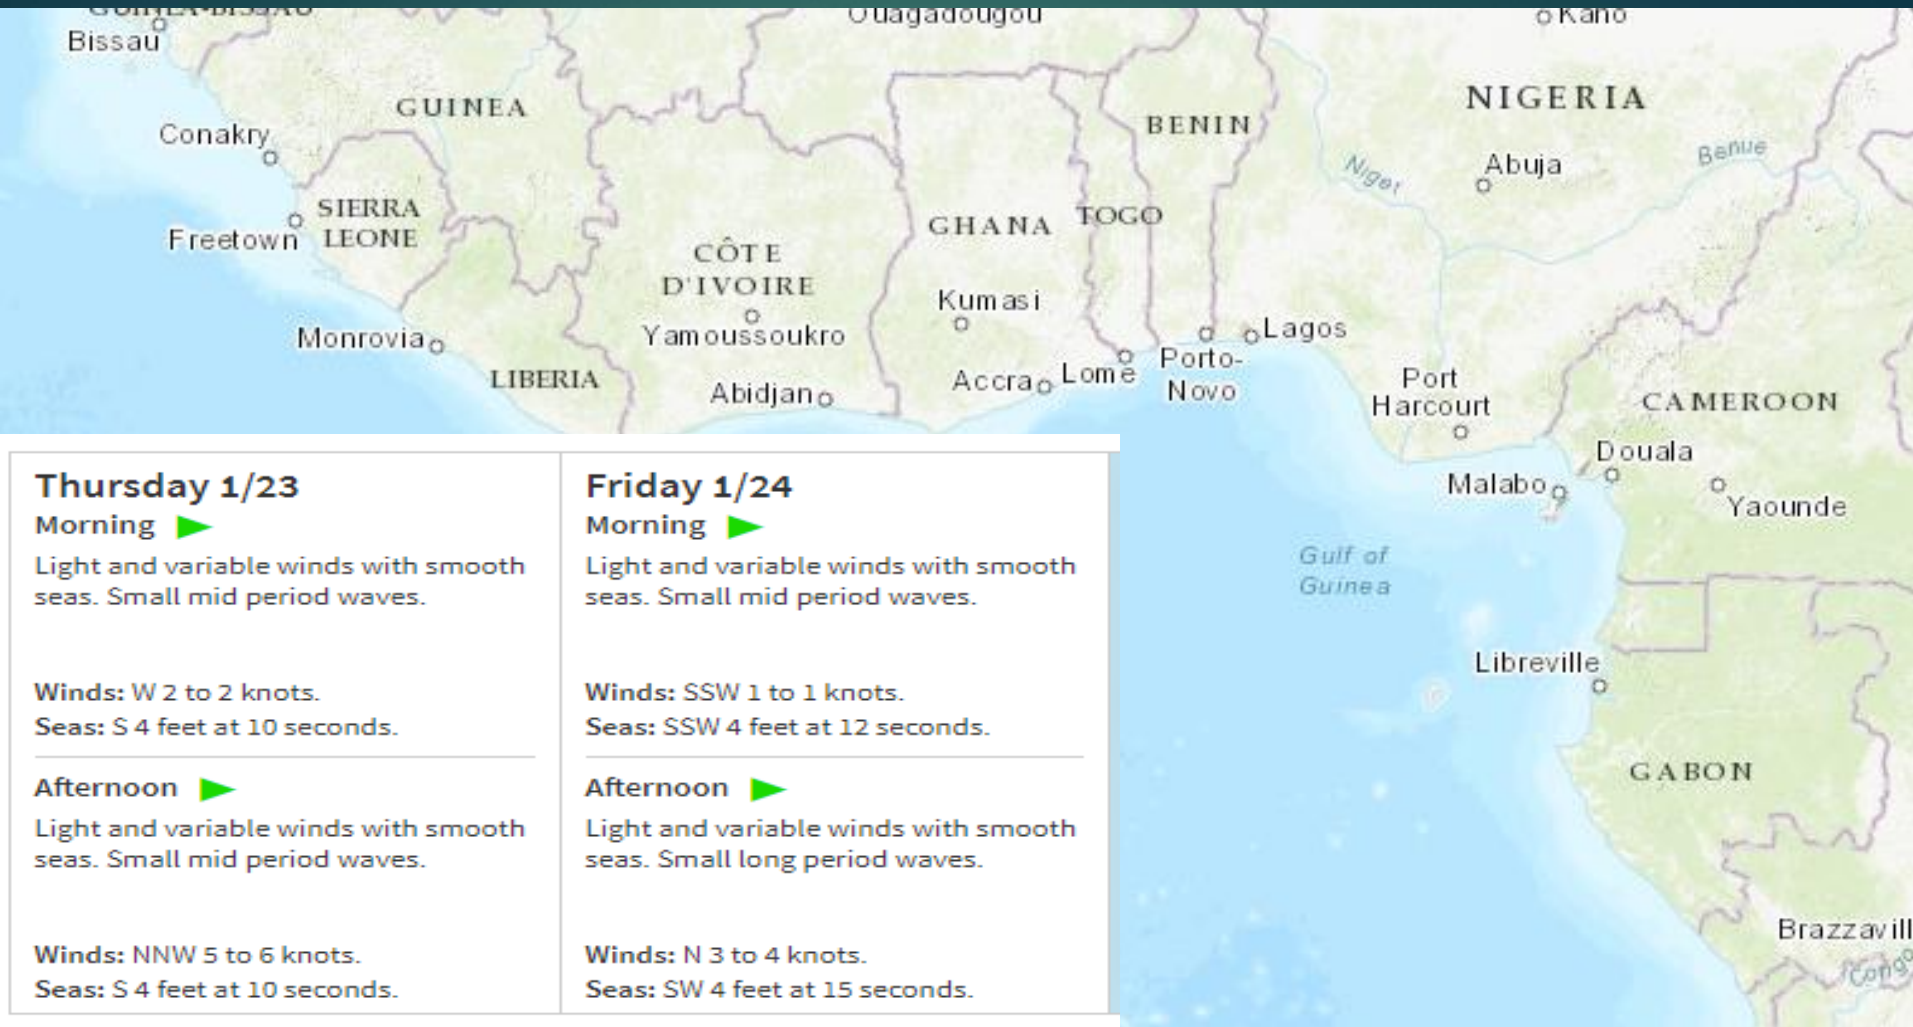 GUINEA-BISSAU
Bissau
Ouagadougou
Kano
GUINEA
NIGERIA
Conakry
BENIN
Abuja
Benue
Niger
SIERRA
LEONE
Freetown
GHANA
TOGO
CÔTE
D'IVOIRE
Kumasi
Yamoussoukro
Monrovia
Lagos
Porto-
Novo
LIBERIA
Abidjan
Accra
Lome
Port
Harcourt
CAMEROON
Douala
Malabo
Yaounde
Gulf of
Guinea
Libreville
GABON
Brazzavill
Congo
Thursday 1/23
Morning
Light and variable winds with smooth
seas. Small mid period waves.
Winds: W 2 to 2 knots.
Seas: S 4 feet at 10 seconds.
Afternoon
Light and variable winds with smooth
seas. Small mid period waves.
Winds: NNW 5 to 6 knots.
Seas: S 4 feet at 10 seconds.
Friday 1/24
Morning
Light and variable winds with smooth
seas. Small mid period waves.
Winds: SSW 1 to 1 knots.
Seas: SSW 4 feet at 12 seconds.
Afternoon
Light and variable winds with smooth
seas. Small long period waves.
Winds: N 3 to 4 knots.
Seas: SW 4 feet at 15 seconds.